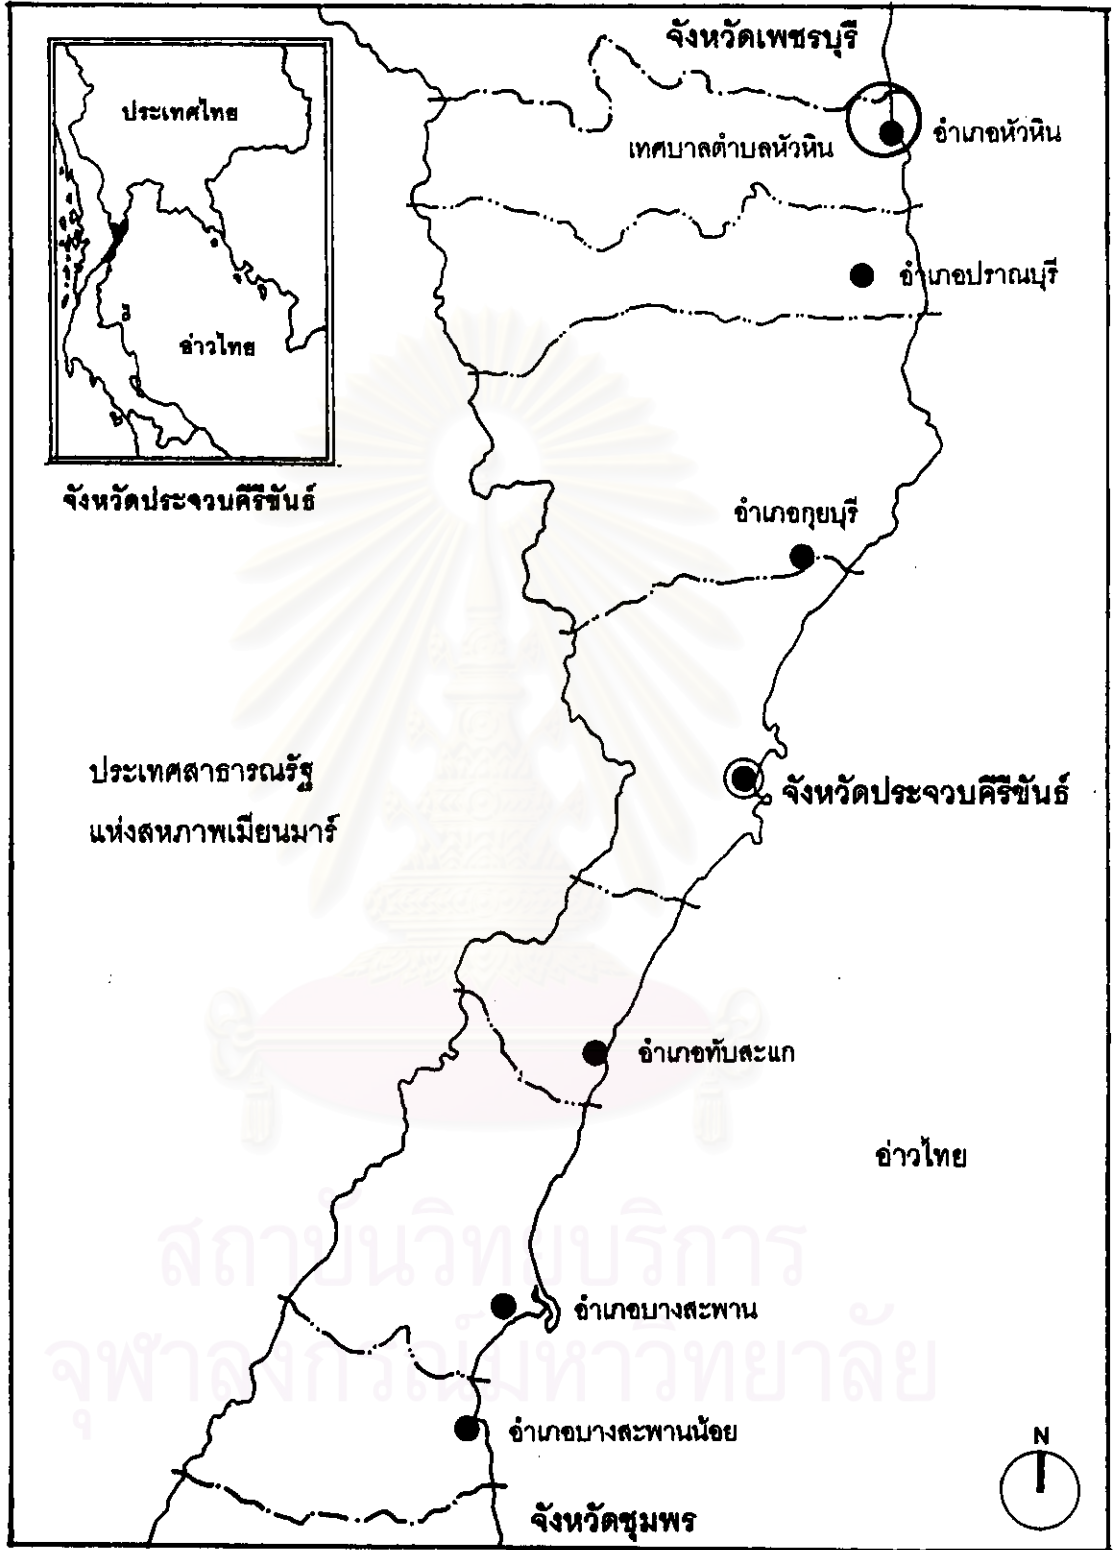 จังหวัดเพชรบุรี
ประเทศไทย
อำเภอหัวหิน
เทศบาลตำบลหัวหิน
อำเภอปราณบุรี
อ่าวไทย
จังหวัดประจวบคีรีขันธ์
อำเภอกุยบุรี
ประเทศสาธารณรัฐ
แห่งสหภาพเมียนมาร์
จังหวัดประจวบคีรีขันธ์
อำเภอทับสะแก
อ่าวไทย
สถาบันวิทยบริการ
อำเภอบางสะพาน
จุฬาลงกรณ์มหาวิทยาลัย
อำเภอบางสะพานน้อย
N
จังหวัดชุมพร